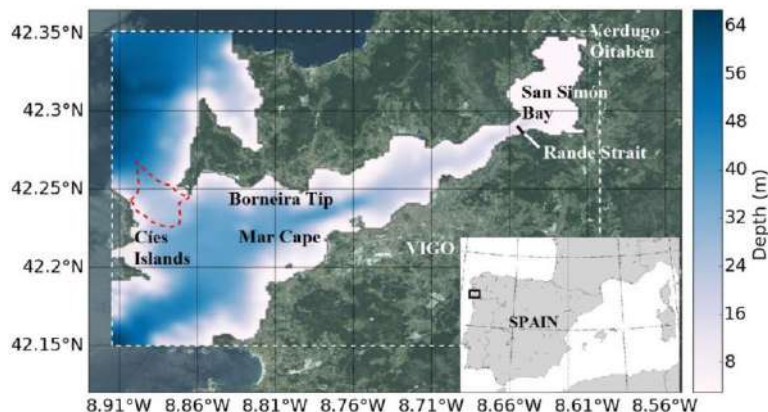 42.35°N
42.3°N
42.25°N
42.2°N
42.15°N
Verdugo
Oitabén
San Simón
Bay
Rande Strait
Borneira Tip
Mar Cape
Cíes
Islands
VIGO
SPAIN
8.91°W 8.86°W 8.81°W 8.76°W 8.71°W 8.66°W 8.61°W 8.56°W
64
56
48
40
32
24
16
8
Depth (m)